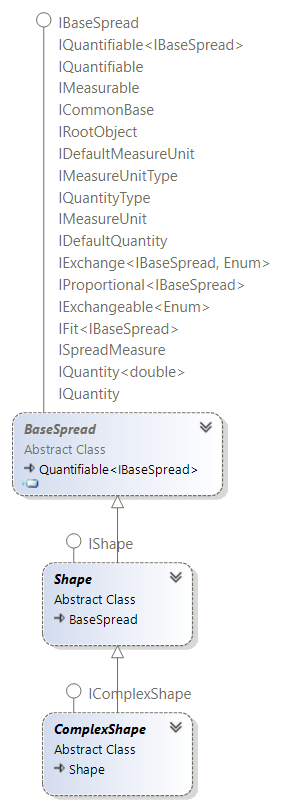 IBaseSpread
IQuantifiable<IBaseSpread>
IQuantifiable
IMeasurable
ICommonBase
IRootObject
IDefaultMeasureUnit
IMeasureUnitType
IQuantityType
IMeasureUnit
IDefaultQuantity
IExchange<IBaseSpread, Enum>
IProportional<IBaseSpread>
IExchangeable<Enum>
IFit<IBaseSpread>
ISpreadMeasure
IQuantity<double>
IQuantity
BaseSpread
Abstract Class
Quantifiable<IBaseSpread>
IShape
Shape
Abstract Class
BaseSpread
IComplexShape
ComplexShape
Abstract Class
Shape